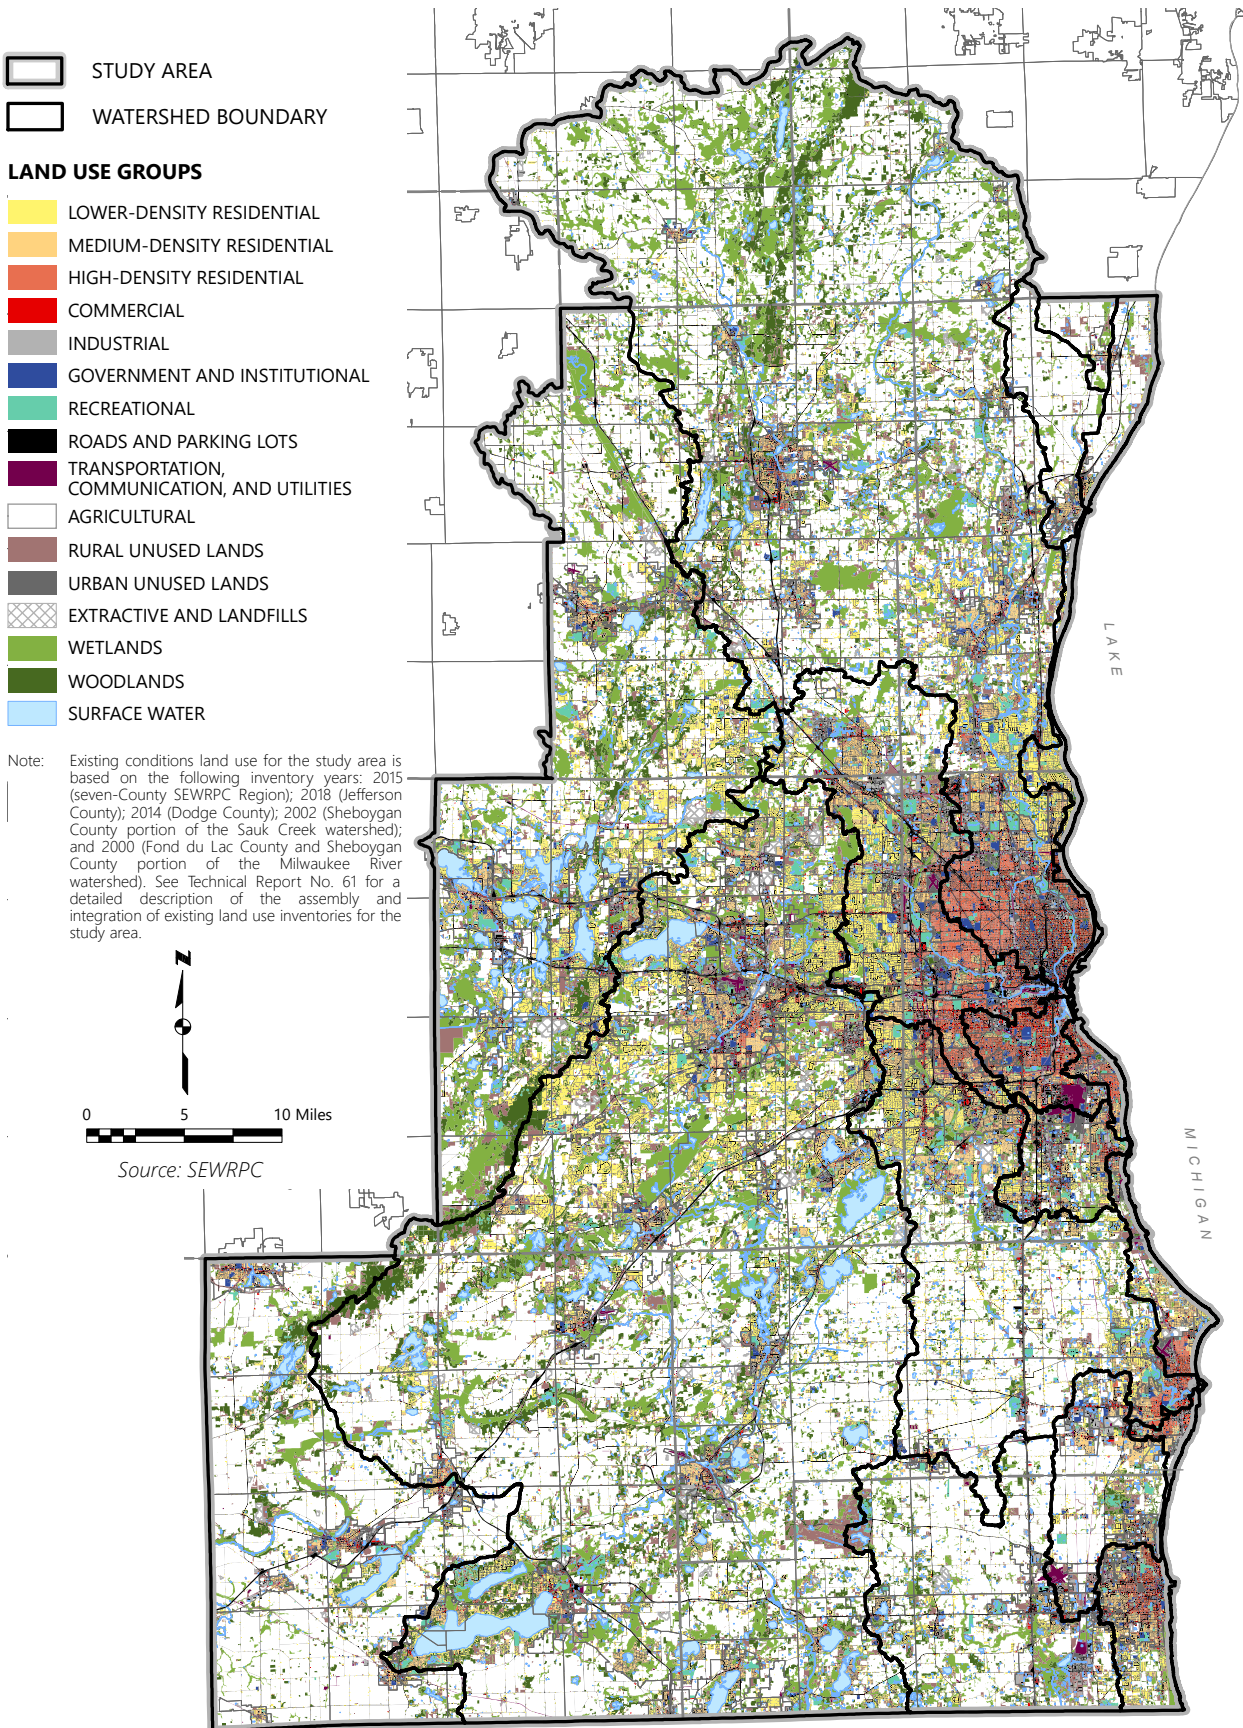 STUDY AREA
WATERSHED BOUNDARY
LAND USE GROUPS
LOWER-DENSITY RESIDENTIAL
MEDIUM-DENSITY RESIDENTIAL
HIGH-DENSITY RESIDENTIAL
COMMERCIAL
INDUSTRIAL
GOVERNMENT AND INSTITUTIONAL
RECREATIONAL
ROADS AND PARKING LOTS
TRANSPORTATION,
COMMUNICATION, AND UTILITIES
AGRICULTURAL
RURAL UNUSED LANDS
URBAN UNUSED LANDS
EXTRACTIVE AND LANDFILLS
WETLANDS
WOODLANDS
SURFACE WATER
Note: Existing conditions land use for the study area is
based on the following inventory years: 2015
(seven-County SEWRPC Region); 2018 (Jefferson
County); 2014 (Dodge County); 2002 (Sheboygan
County portion of the Sauk Creek watershed);
and 2000 (Fond du Lac County and Sheboygan
County portion of the Milwaukee River
watershed). See Technical Report No. 61 for a
detailed description of the assembly and
integration of existing land use inventories for the
study area.
Z
0 5 10 Miles
Source: SEWRPC
LAKE
MICHIGAN